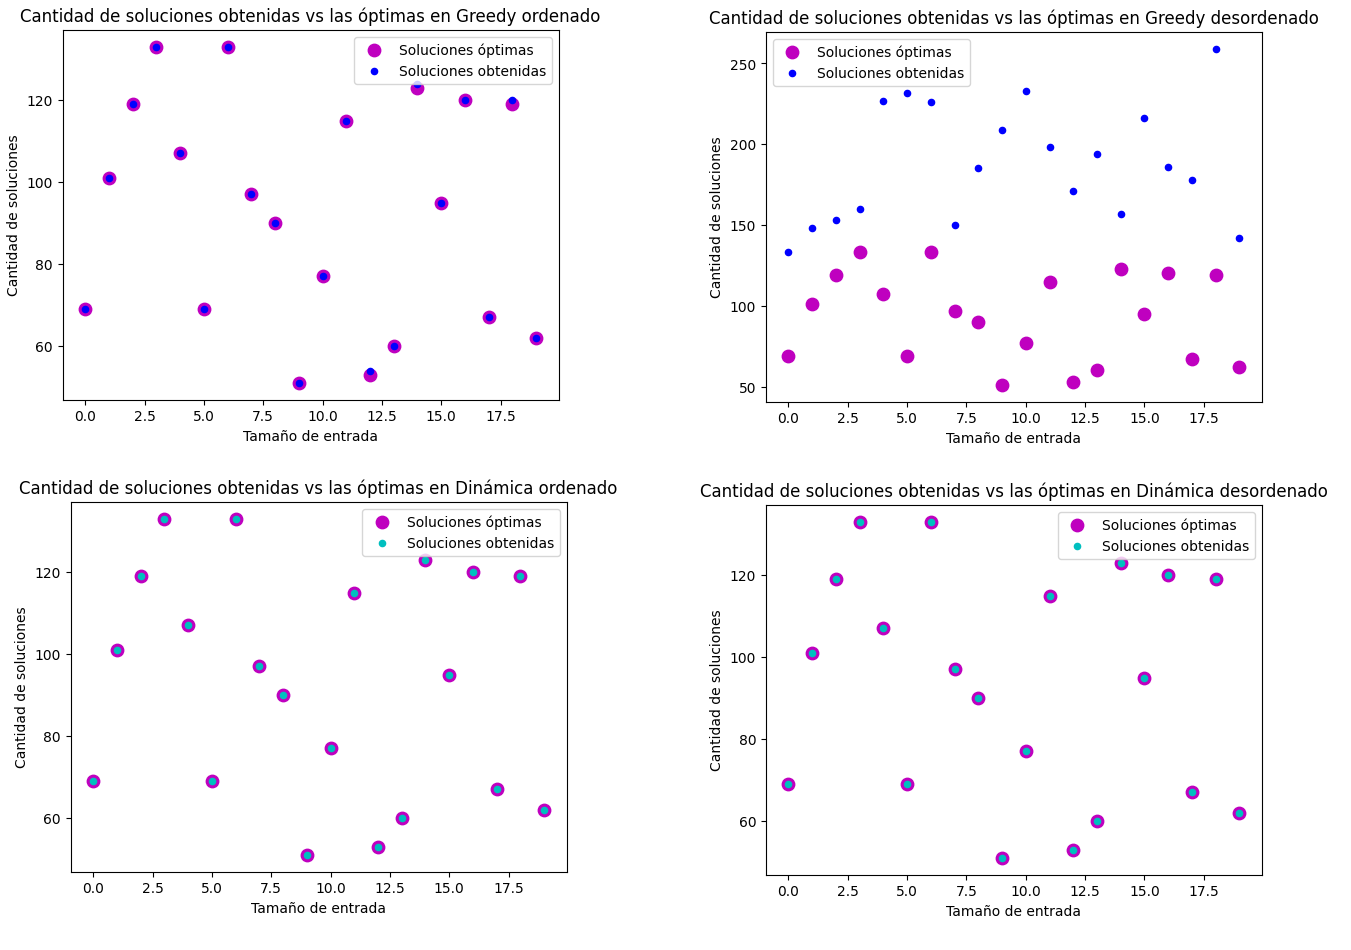 Cantidad de soluciones obtenidas vs las óptimas en Greedy ordenado
Soluciones óptimas
Soluciones obtenidas
120
100
80
60
Cantidad de soluciones
0.0 2.5 5.0 7.5 10.0 12.5 15.0 17.5
Tamaño de entrada
Cantidad de soluciones obtenidas vs las óptimas en Greedy desordenado
Soluciones óptimas
Soluciones obtenidas
250
200
150
100
50
Cantidad de soluciones
0.0 2.5 5.0 7.5 10.0 12.5 15.0 17.5
Tamaño de entrada
Cantidad de soluciones obtenidas vs las óptimas en Dinámica ordenado
Soluciones óptimas
Soluciones obtenidas
120
100
80
60
Cantidad de soluciones
0.0 2.5 5.0 7.5 10.0 12.5 15.0 17.5
Tamaño de entrada
Cantidad de soluciones obtenidas vs las óptimas en Dinámica desordenado
Soluciones óptimas
Soluciones obtenidas
120
100
80
60
Cantidad de soluciones
0.0 2.5 5.0 7.5 10.0 12.5 15.0 17.5
Tamaño de entrada